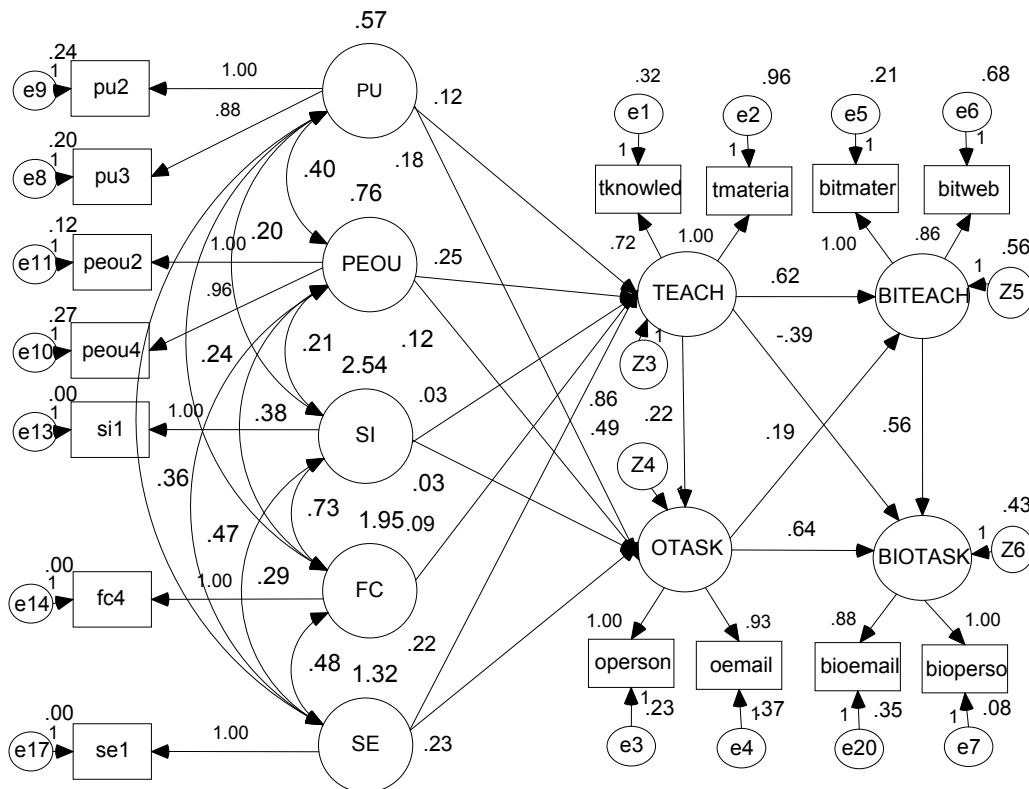 .57
.24
1
e9
pu2
1.00
PU
.88
.12
.20
1
e8
pu3
.18
.40
.76
.12
1
e11
peou2
1.00
.20
PEOU
.25
.96
.27
1
e10
peou4
.24
.21
2.54
.12
.00
1
e13
si1
1.00
.38
SI
.03
.36
.47
.73
1.95
.03
.09
.29
.00
1
e14
fc4
1.00
FC
.22
.48
1.32
.00
1
e17
se1
1.00
SE
.23
.32
e1
1
tknowled
.96
e2
1
tmateria
.21
e5
1
bitmater
.68
e6
1
bitweb
.72
1.00
1.00
.86
.56
TEACH
.62
BITEACH
1
Z5
1
Z3
-.39
.86
.49
.22
.19
.56
Z4
1
OTASK
.64
BIOTASK
.43
1
Z6
1.00
.93
.88
1.00
operson
oemail
bioemail
bioperso
1
.23
1
.37
1
.35
1
.08
e3
e4
e20
e7